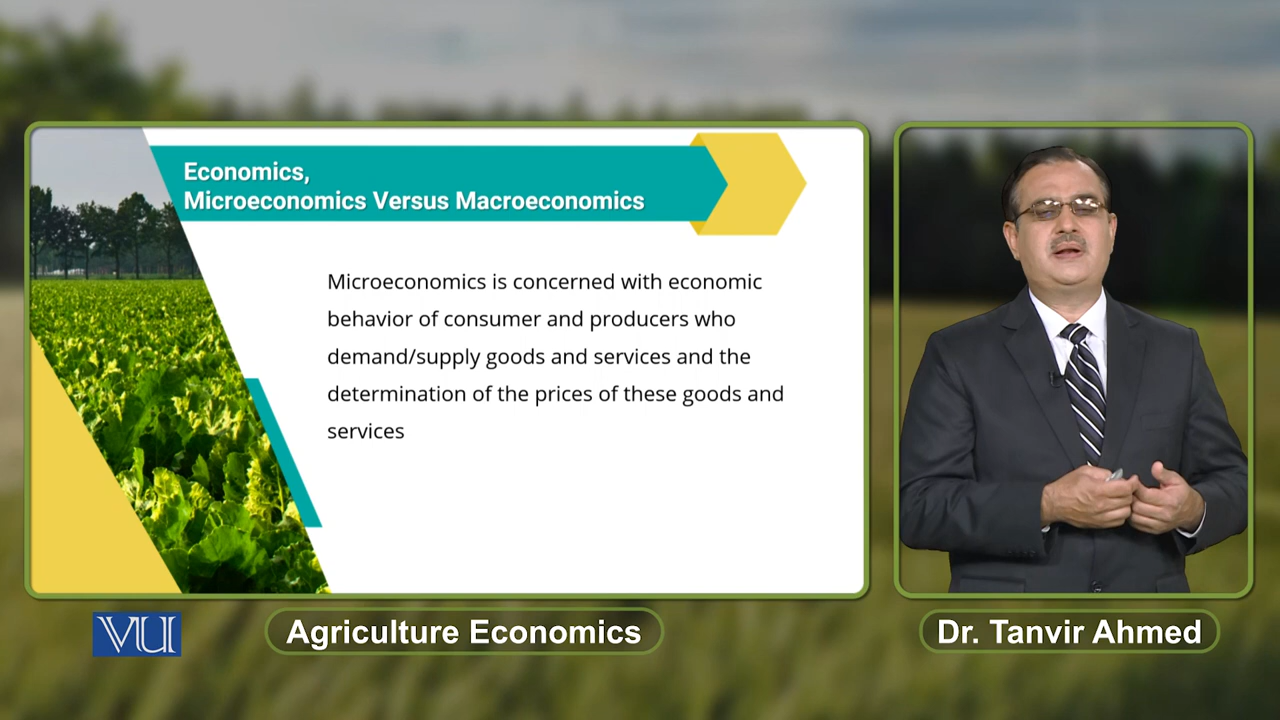 Economics,
Microeconomics Versus Macroeconomics
Microeconomics is concerned with economic
behavior of consumer and producers who
demand/supply goods and services and the
determination of the prices of these goods and
services
VU
Agriculture Economics
Dr. Tanvir Ahmed